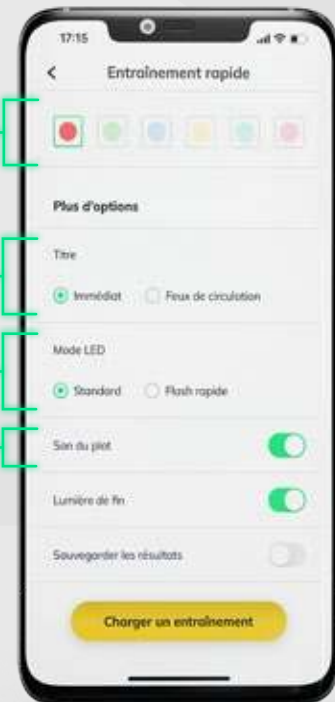 17:15
Entraînement rapide
Plus d'options
Titre
Immédiat Feux de circulation
Mode LED
Standard Flash rapide
Son du plot
Lumière de fin
Sauvegarder les résultats
Charger un entraînement